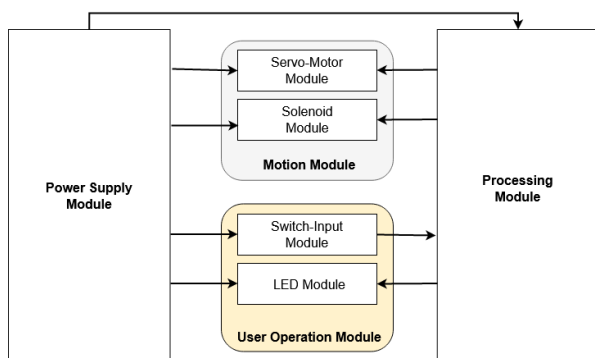 Servo-Motor
Module
Solenoid
Module
Motion Module
Power Supply
Module
Processing
Module
Switch-Input
Module
LED Module
User Operation Module